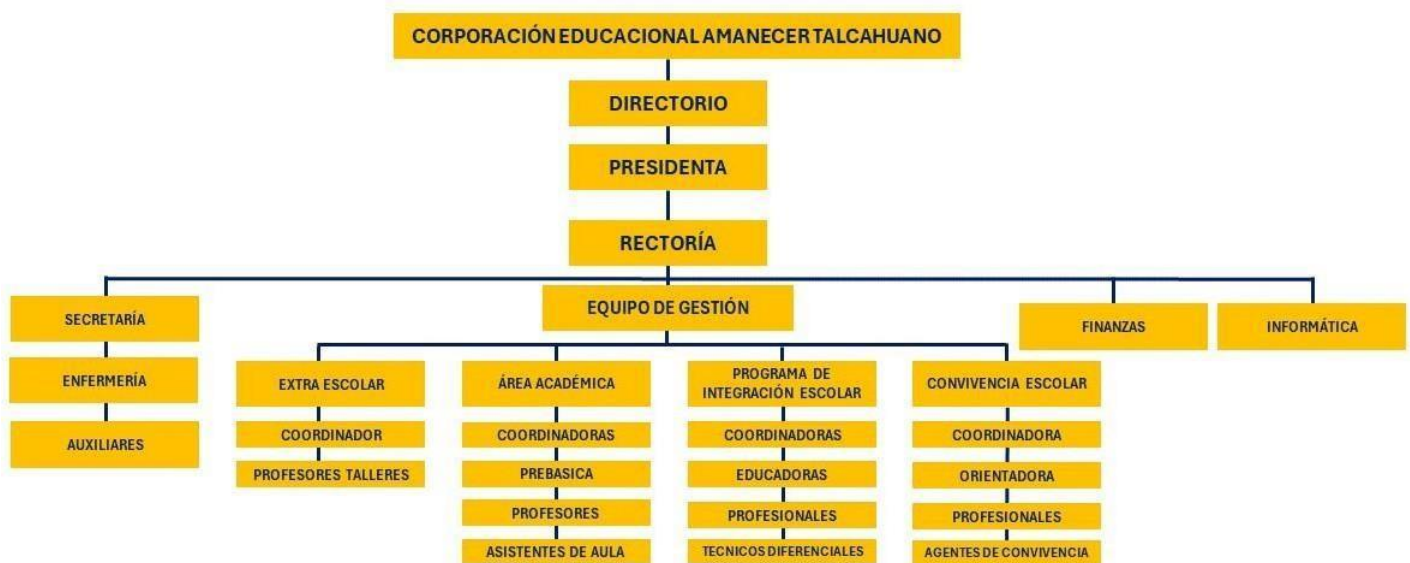 CORPORACIÓN EDUCACIONAL AMANECER TALCAHUANO
DIRECTORIO
PRESIDENTA
RECTORÍA
SECRETARÍA
ENFERMERÍA
AUXILIARES
EQUIPO DE GESTIÓN
EXTRA ESCOLAR
COORDINADOR
PROFESORES TALLERES
ÁREA ACADÉMICA
COORDINADORAS
PREBASICA
PROFESORES
ASISTENTES DE AULA
PROGRAMA DE
INTEGRACIÓN ESCOLAR
COORDINADORAS
EDUCADORAS
PROFESIONALES
TECNICOS DIFERENCIALES
CONVIVENCIA ESCOLAR
COORDINADORA
ORIENTADORA
PROFESIONALES
AGENTES DE CONVIVENCIA
FINANZAS
INFORMÁTICA